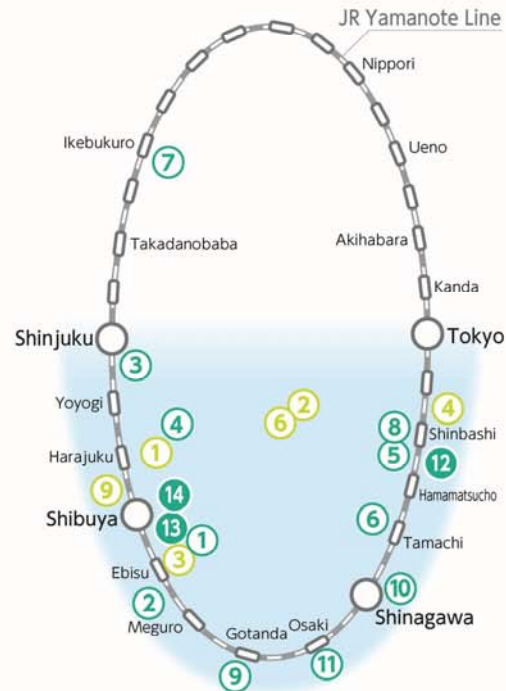 JR Yamanote Line
Nippori
Ikebukuro
7
Ueno
Takadanobaba
Akihabara
Kanda
Shinjuku
Tokyo
3
Yoyogi
2
4
4
6
8
Shinbashi
Harajuku
1
5
12
9
14
Hamamatsucho
Shibuya
13
1
6
Tamachi
3
Ebisu
2
10
Meguro
Shinagawa
Gotanda
Osaki
9
11